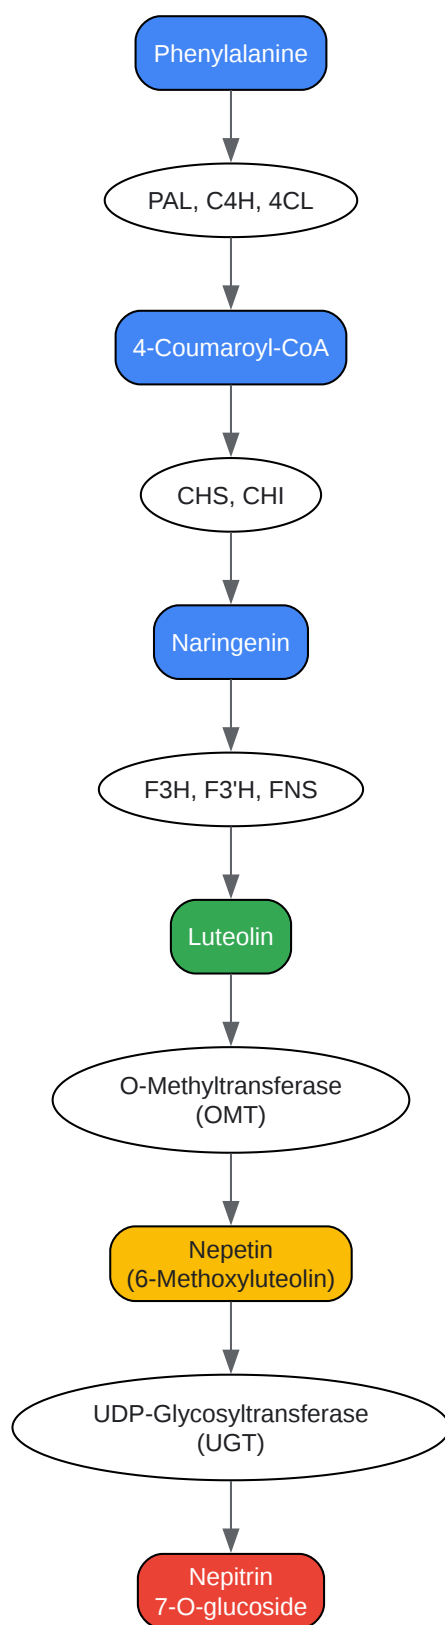 Phenylalanine
PAL, C4H, 4CL
4-Coumaroyl-CoA
CHS, CHI
Naringenin
F3H, F3'H, FNS
Luteolin
O-Methyltransferase
(OMT)
Nepetin
(6-Methoxyluteolin)
UDP-Glycosyltransferase
(UGT)
Nepitrin
7-O-glucoside